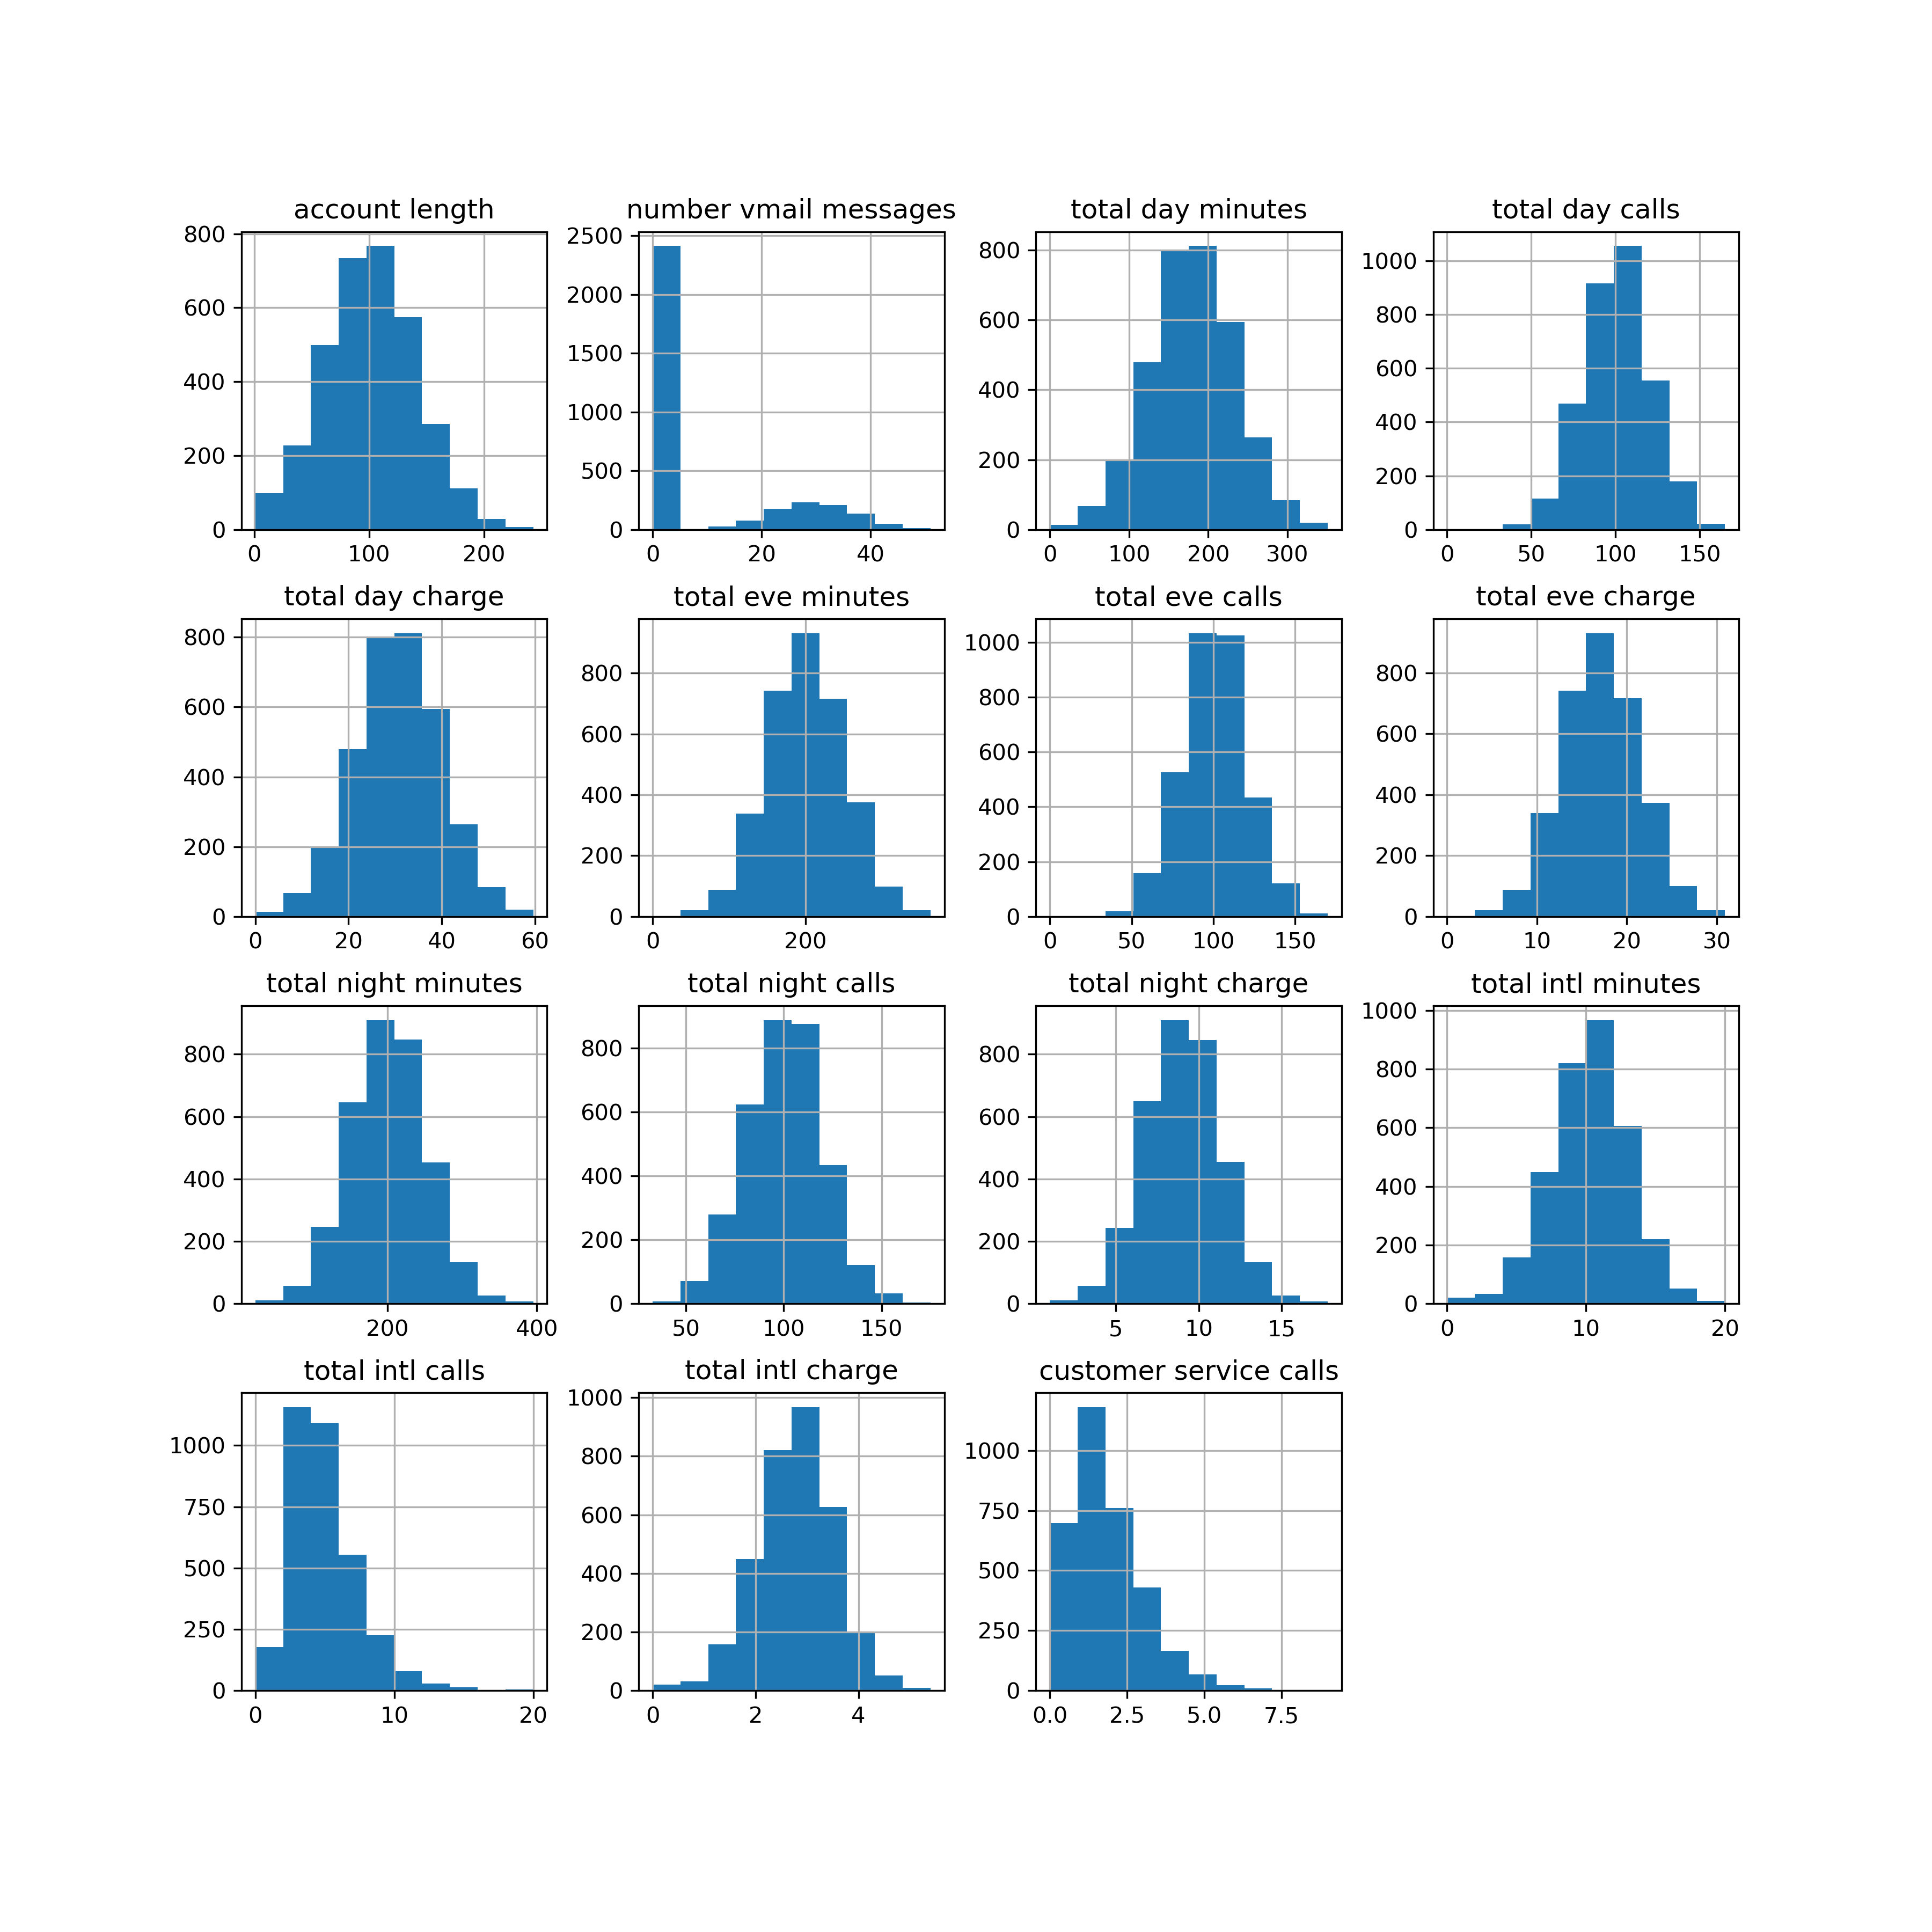 account length
number vmail messages
total day minutes
total day calls
800
600
400
200
0
0 100 200
2500
2000
1500
1000
500
0
0 20 40
800
600
400
200
0
0 100 200 300
1000
800
600
400
200
0
0 50 100 150
total day charge
total eve minutes
total eve calls
total eve charge
800
600
400
200
0
0 20 40 60
800
600
400
200
0
0 200
1000
800
600
400
200
0
0 50 100 150
800
600
400
200
0
0 10 20 30
total night minutes
total night calls
total night charge
total intl minutes
800
600
400
200
0
200 400
800
600
400
200
0
50 100 150
800
600
400
200
0
5 10 15
1000
800
600
400
200
0
0 10 20
total intl calls
total intl charge
customer service calls
1000
750
500
250
0
0 10 20
1000
800
600
400
200
0
0 2 4
1000
750
500
250
0
0.0 2.5 5.0 7.5